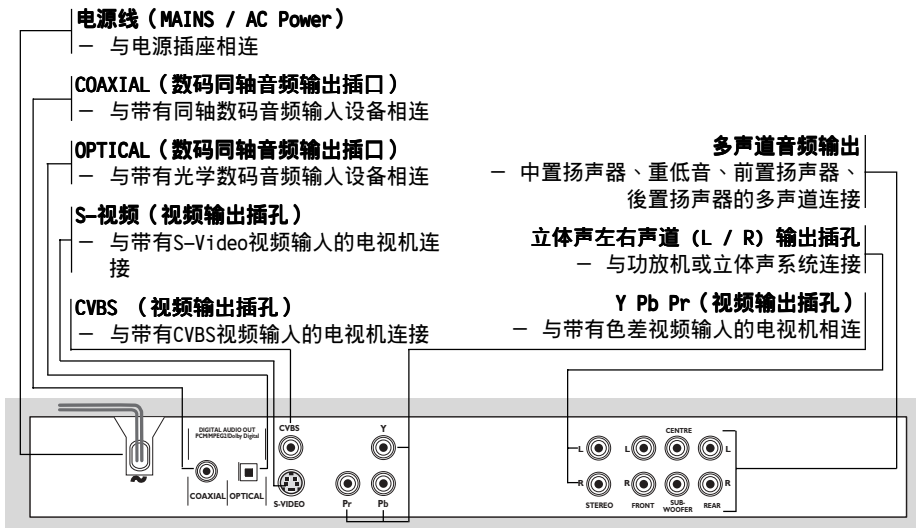 电源线（MAINS / AC Power）
— 与电源插座相连
COAXIAL（数码同轴音频输出插口）
— 与带有同轴数码音频输入设备相连
OPTICAL（数码同轴音频输出插口）
— 与带有光学数码音频输入设备相连
S-视频（视频输出插孔）
— 与带有S-Video视频输入的电视机连
接
CVBS （视频输出插孔）
— 与带有CVBS视频输入的电视机连接
多声道音频输出
— 中置扬声器、重低音、前置扬声器、
後置扬声器的多声道连接
立体声左右声道 (L / R) 输出插孔
— 与功放机或立体声系统连接
Y Pb Pr（视频输出插孔）
— 与带有色差视频输入的电视机相连
~
DIGITAL AUDIO OUT
PCM/MPEG2/Dolby Digital
COAXIAL OPTICAL
CVBS
S-VIDEO
Y
Pr Pb
L
R
STEREO
CENTRE
L L
R R
FRONT SUB-
WOOFER REAR